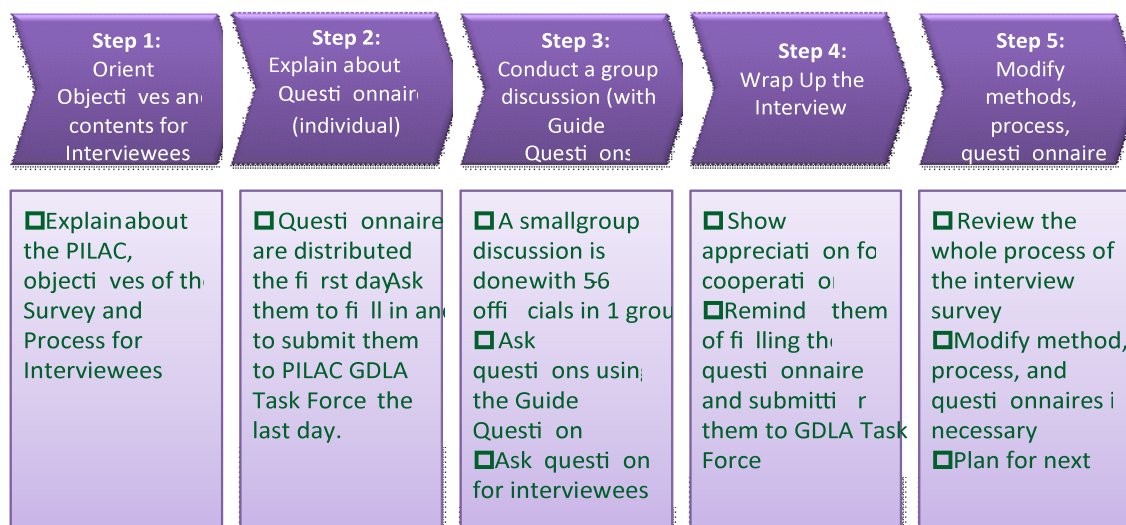 Step 1:
Orient
Objecti ves and
contents for
Interviewees
Step 2:
Explain about
Questi onnaire
(individual)
Step 3:
Conduct a group
discussion (with
Guide
Questi ons
Step 4:
Wrap Up the
Interview
Step 5:
Modify
methods,
process,
questi onnaire
Explain about
the PILAC,
objecti ves of the
Survey and
Process for
Interviewees
Questi onnaire
are distributed
the fi rst day Ask
them to fi ll in and
to submit them
to PILAC GDLA
Task Force the
last day.
A small group
discussion is
done with 5-6
offi cials in 1 grou
Ask
questi ons using
the Guide
Questi on
Ask questi on
for interviewees
Show
appreciati on fo
cooperati o
Remind them
of fi lling the
questi onnaire
and submitti
them to GDLA Task
Force
Review the
whole process of
the interview
survey
Modify method,
process, and
questi onnaires i
necessary
Plan for next